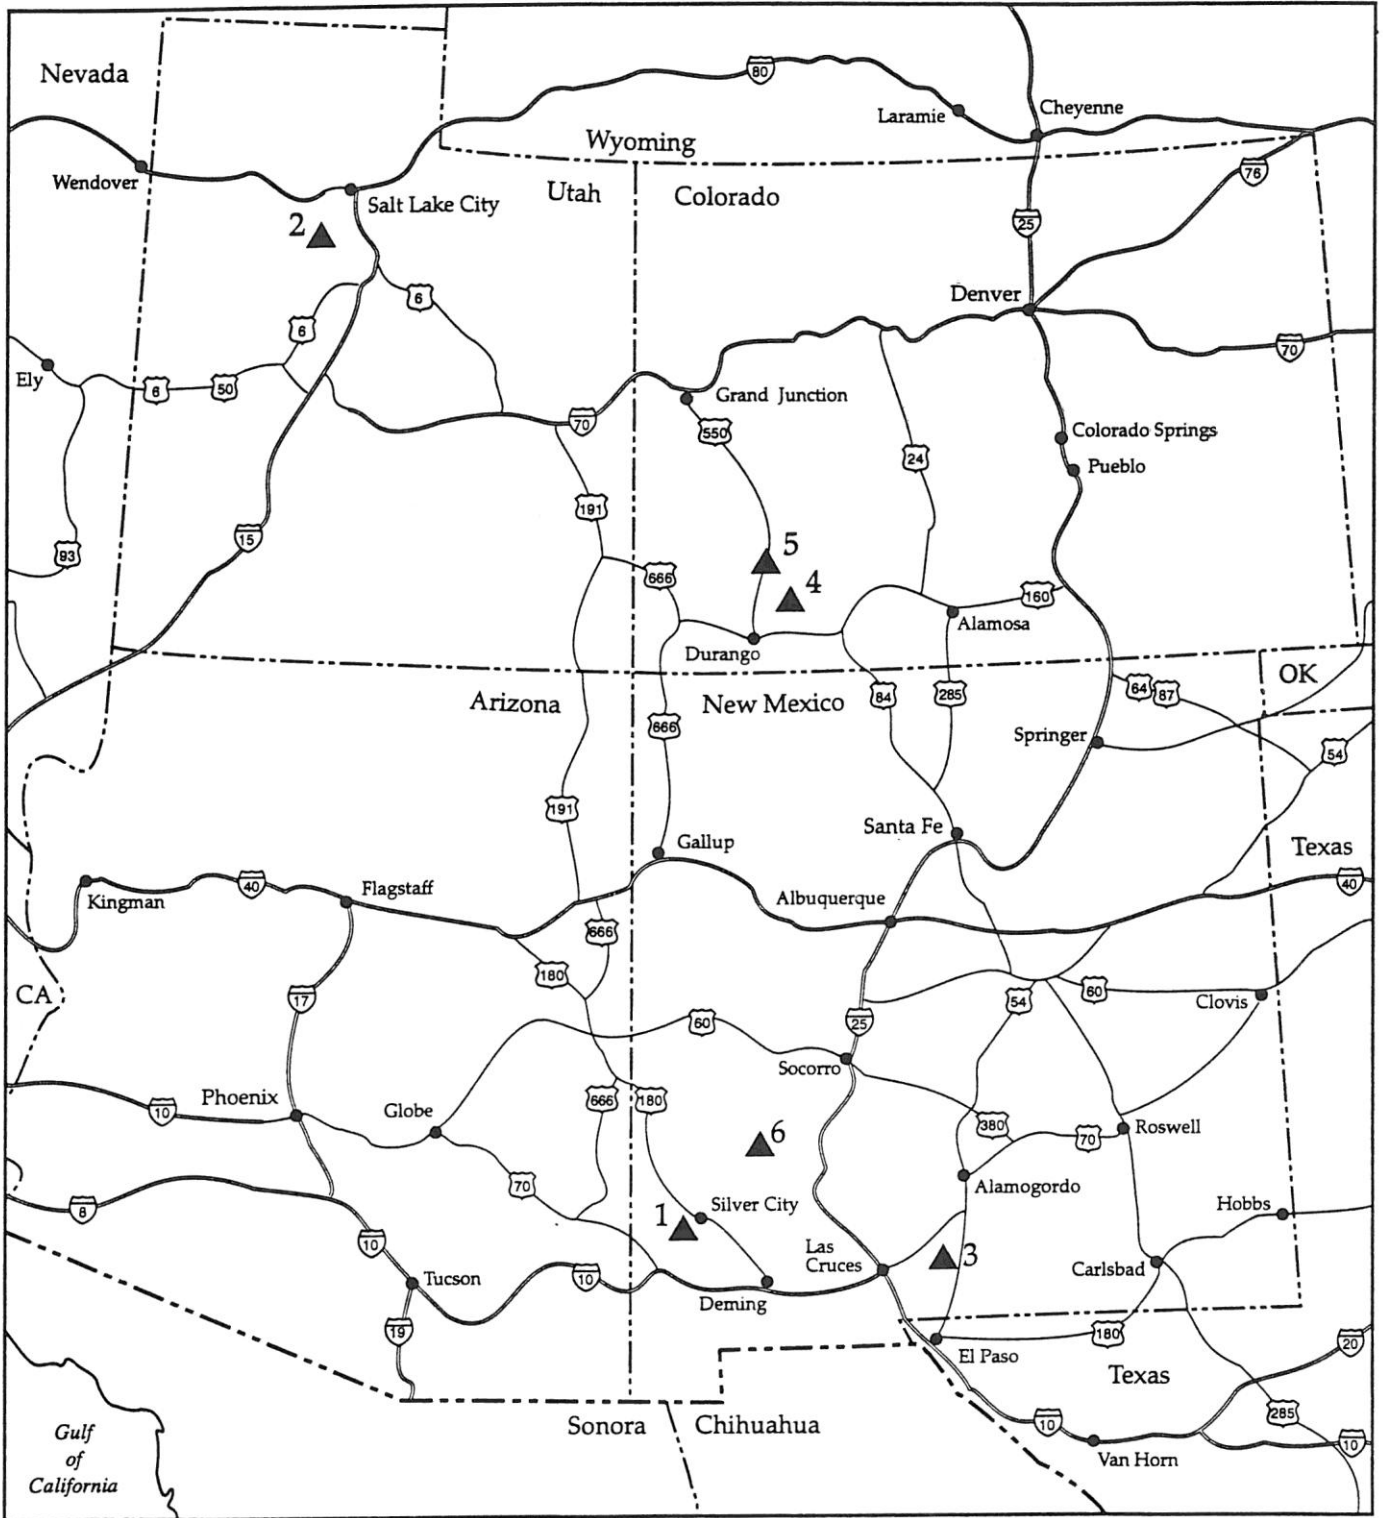 Nevada
80
Laramie
Cheyenne
Wyoming
Wendover
76
Utah
Colorado
Salt Lake City
2
25
6
Denver
6
70
Ely
6
50
Grand Junction
70
550
Colorado Springs
24
Pueblo
191
15
93
5
666
4
160
Alamosa
Durango
OK
Arizona
New Mexico
84
285
64
87
666
Springer
54
191
Santa Fe
Gallup
Texas
40
Flagstaff
40
Kingman
Albuquerque
666
180
CA
17
60
54
Clovis
60
25
Socorro
Phoenix
10
Globe
666
180
380
70
Roswell
6
70
Alamogordo
Silver City
Hobbs
8
1
10
Las
Cruces
3
Tucson
10
Carlsbad
Deming
19
180
20
El Paso
Texas
Sonora
Chihuahua
10
285
10
Gulf
of
California
Van Horn